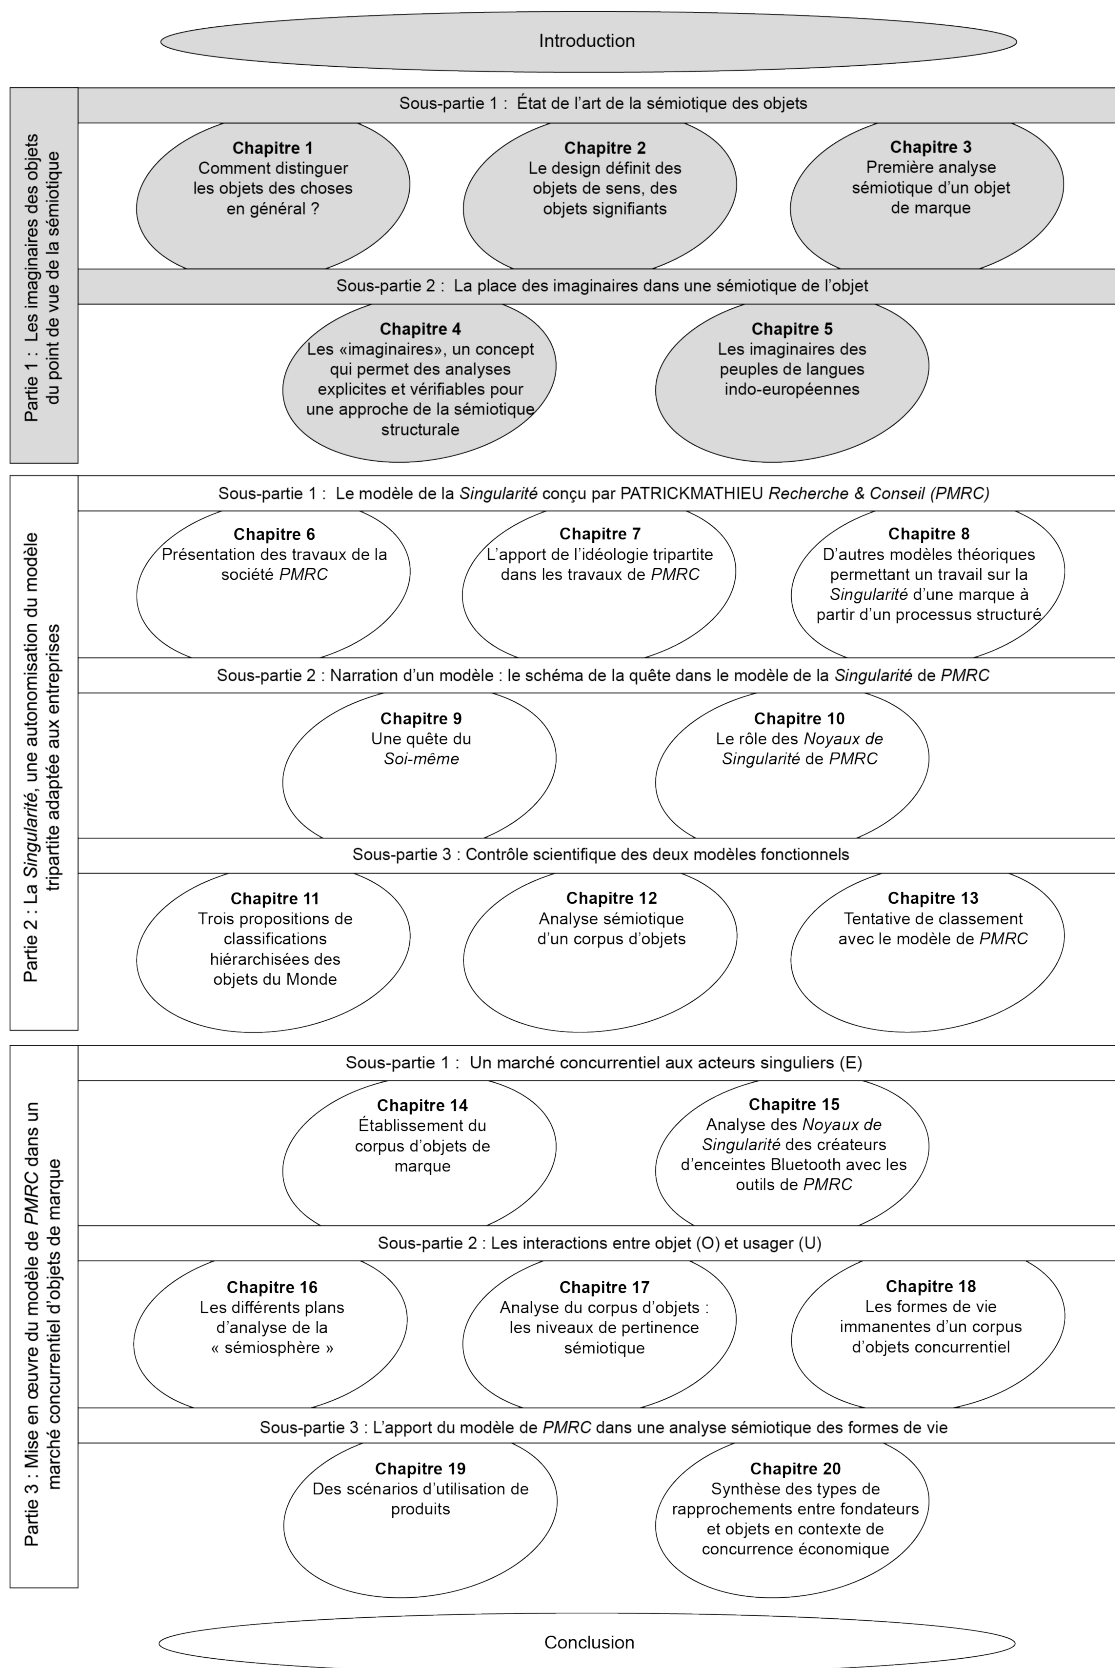 Introduction
Partie 1 : Les imaginaires des objets
du point de vue de la sémiotique
Sous-partie 1 : État de l'art de la sémiotique des objets
Chapitre 1
Comment distinguer
les objets des choses
en général ?
Chapitre 2
Le design définit des
objets de sens, des
objets signifiants
Chapitre 3
Première analyse
sémiotique d'un objet
de marque
Sous-partie 2 : La place des imaginaires dans une sémiotique de l'objet
Chapitre 4
Les «imaginaires», un concept
qui permet des analyses
explicites et vérifiables pour
une approche de la sémiotique
structurale
Chapitre 5
Les imaginaires des
peuples de langues
indo-européennes
Partie 2 : La Singularité, une autonomisation du modèle
tripartite adaptée aux entreprises
Sous-partie 1 : Le modèle de la Singularité conçu par PATRICKMATHIEU Recherche & Conseil (PMRC)
Chapitre 6
Présentation des travaux de la
société PMRC
Chapitre 7
L'apport de l'idéologie tripartite
dans les travaux de PMRC
Chapitre 8
D'autres modèles théoriques
permettant un travail sur la
Singularité d'une marque à
partir d'un processus structuré
Sous-partie 2 : Narration d'un modèle : le schéma de la quête dans le modèle de la Singularité de PMRC
Chapitre 9
Une quête du
Soi-même
Chapitre 10
Le rôle des Noyaux de
Singularité de PMRC
Sous-partie 3 : Contrôle scientifique des deux modèles fonctionnels
Chapitre 11
Trois propositions de
classifications
hiérarchisées des
objets du Monde
Chapitre 12
Analyse sémiotique
d'un corpus d'objets
Chapitre 13
Tentative de classement
avec le modèle de PMRC
Partie 3 : Mise en œuvre du modèle de PMRC dans un
marché concurrentiel d'objets de marque
Sous-partie 1 : Un marché concurrentiel aux acteurs singuliers (E)
Chapitre 14
Établissement du
corpus d'objets de
marque
Chapitre 15
Analyse des Noyaux de
Singularité des créateurs
d'enceintes Bluetooth avec les
outils de PMRC
Sous-partie 2 : Les interactions entre objet (O) et usager (U)
Chapitre 16
Les différents plans
d'analyse de la
« sémiosphère »
Chapitre 17
Analyse du corpus d'objets :
les niveaux de pertinence
sémiotique
Chapitre 18
Les formes de vie
immanentes d'un corpus
d'objets concurrentiel
Sous-partie 3 : L'apport du modèle de PMRC dans une analyse sémiotique des formes de vie
Chapitre 19
Des scénarios d'utilisation de
produits
Chapitre 20
Synthèse des types de
rapprochements entre fondateurs
et objets en contexte de
concurrence économique
Conclusion